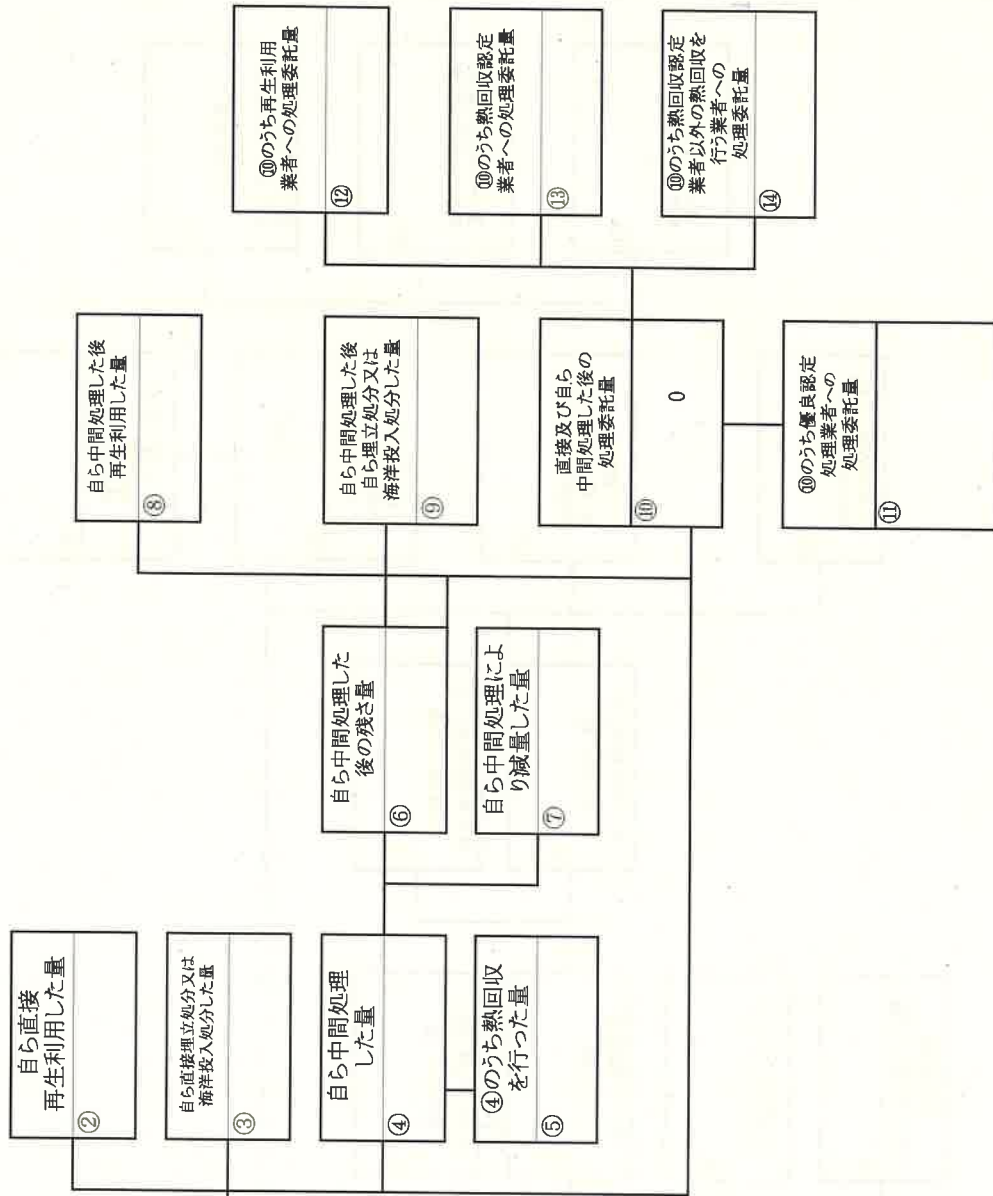 自ら直接
再生利用した量
②
自ら直接埋立処分又は
海洋投入処分した量
③
自ら中間処理
した量
④
④のうち熱回収
を行った量
⑤
自ら中間処理した
後の残さ量
⑥
自ら中間処理によ
り減量した量
⑦
自ら中間処理した後
再生利用した量
⑧
自ら中間処理した後
自ら埋立処分又は
海洋投入処分した量
⑨
直接及び自ら
中間処理した後の
処理委託量
⑩
0
⑩のうち優良認定
処理業者への
処理委託量
⑪
⑩のうち再生利用
業者への処理委託量
⑫
⑩のうち熱回収認定
業者への処理委託量
⑬
⑩のうち熱回収認定
業者以外の熱回収を
行う業者への
処理委託量
⑭